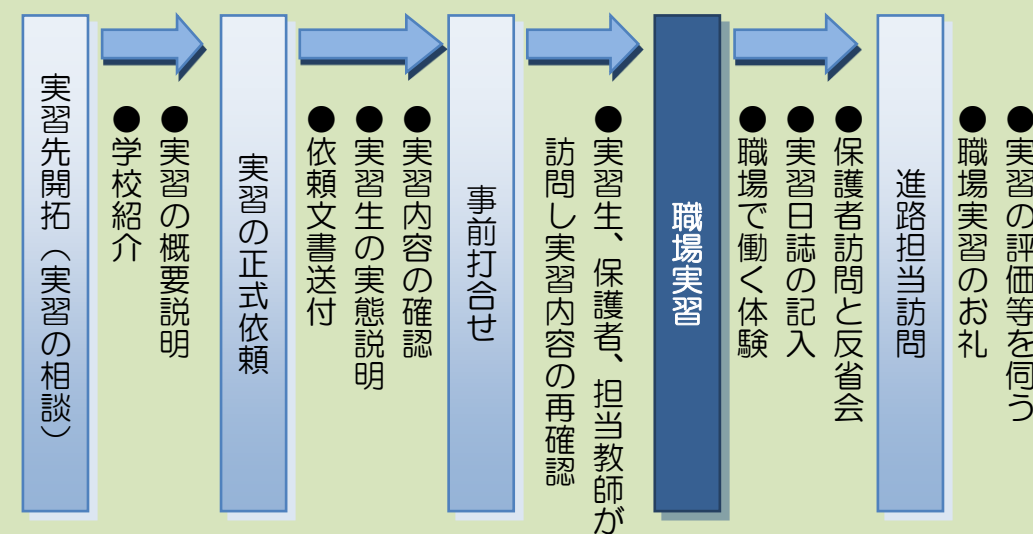 実習先開拓（実習の相談）
●学校紹介
●実習の概要説明
実習の正式依頼
●依頼文書送付
●実習生の実態説明
●実習内容の確認
事前打合せ
●実習生、保護者、担当教師が
訪問し実習内容の再確認
職場実習
●職場で働く体験
●実習日誌の記入
●保護者訪問と反省会
進路担当訪問
●職場実習のお礼
●実習の評価等を伺う